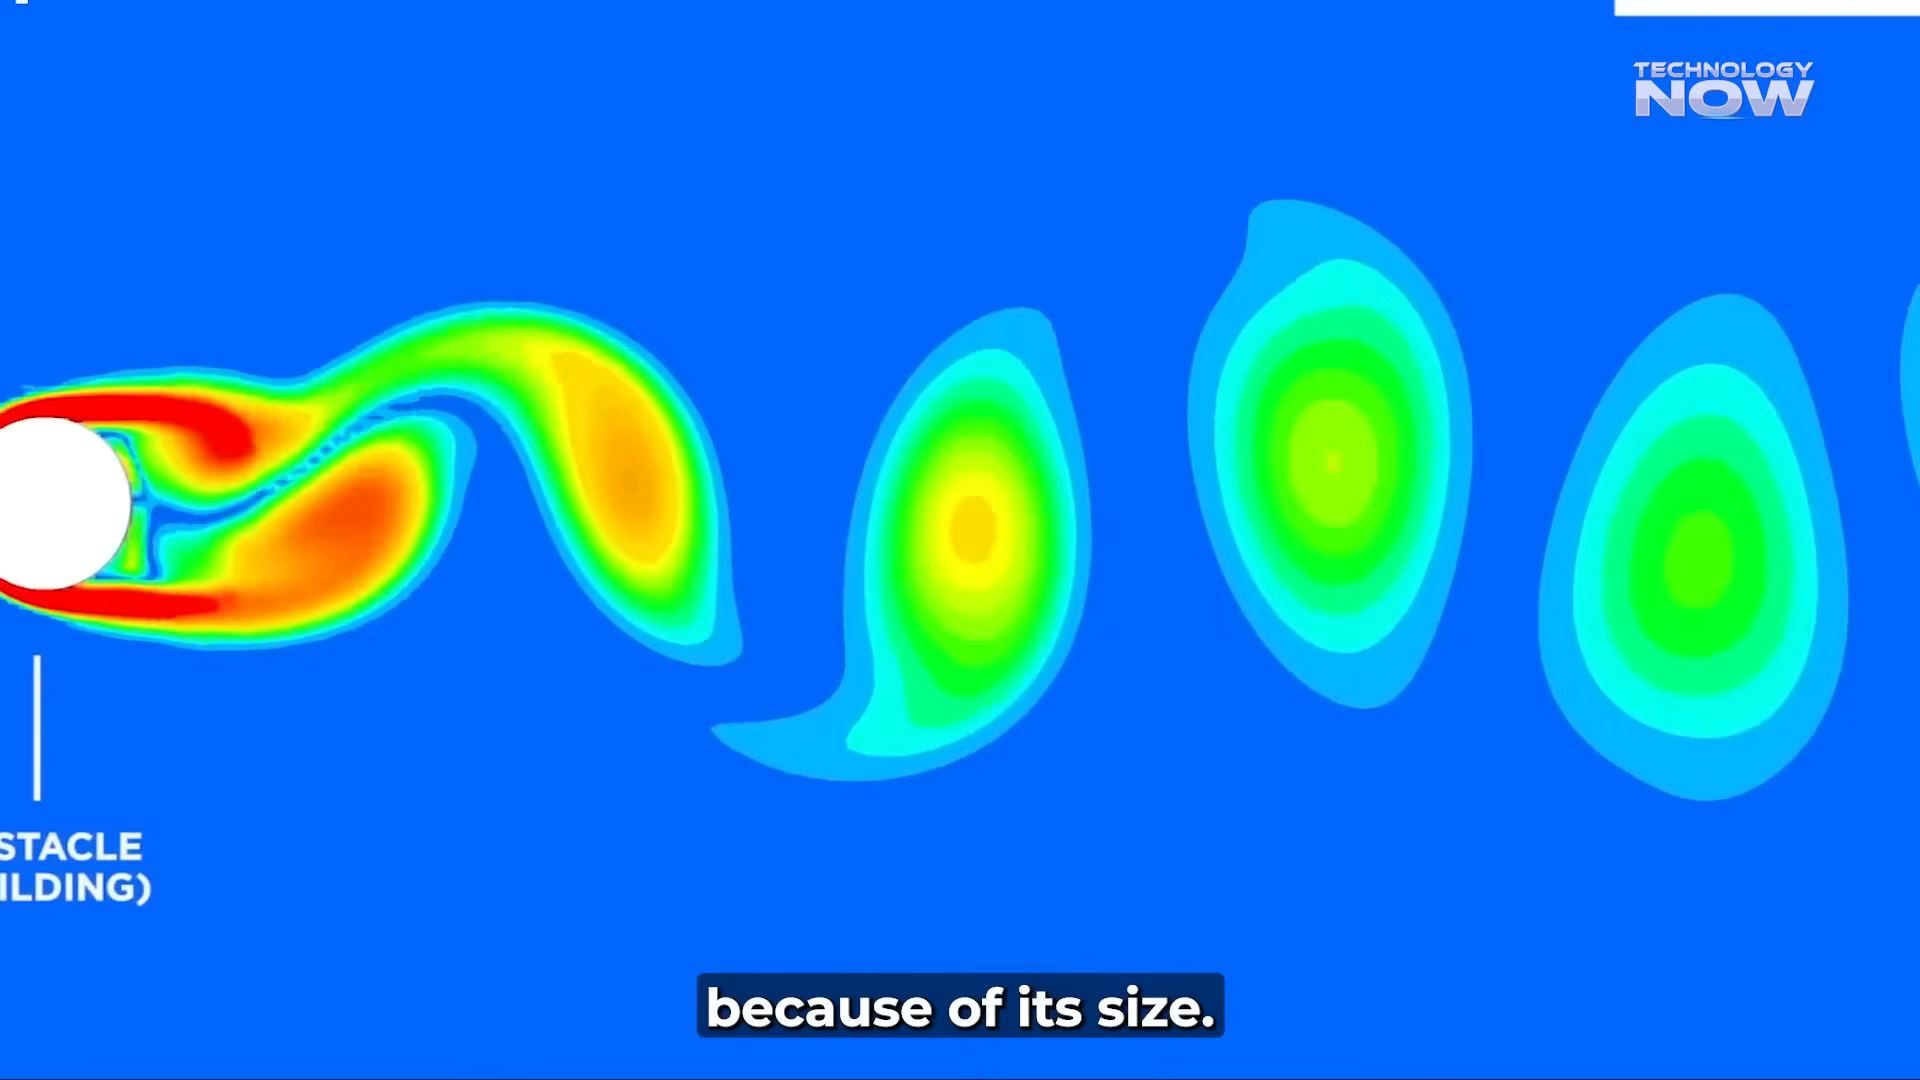 TECHNOLOGY
NOW
STACLE
ILDING)
because of its size.